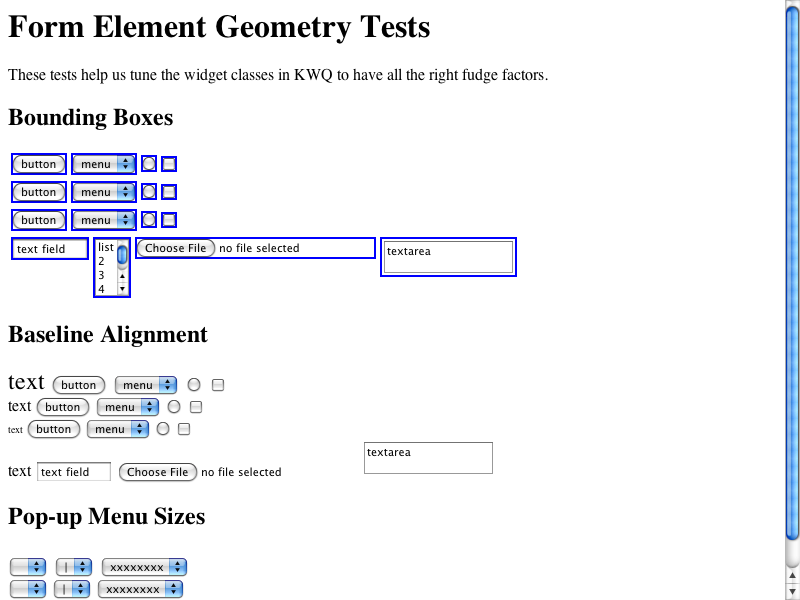 Form Element Geometry Tests
These tests help us tune the widget classes in KWQ to have all the right fudge factors.
Bounding Boxes
button menu
button menu
button menu
text field list Choose File no file selected textarea
2
3
4
Baseline Alignment
text button menu
text button menu
text button menu
textarea
text text field Choose File no file selected
Pop-up Menu Sizes
| xxxxxxxx
| xxxxxxxx